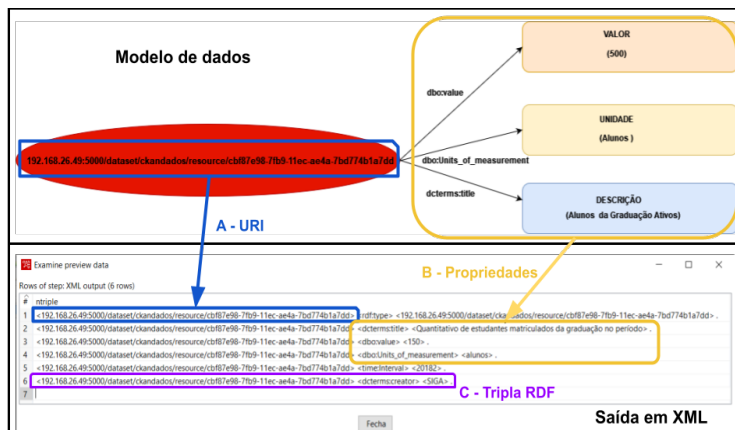 Modelo de dados
VALOR
(500)
dbo:value
192.168.26.49:5000/dataset/ckandados/resource/cbf87e98-7fb9-11ec-ae4a-7bd774b1a7dd
UNIDADE
(Alunos )
dbo:Units_of_measurement
dcterms:title
DESCRIÇÃO
(Alunos da Graduação Ativos)
A - URI
B - Propriedades
Examine preview data
Rows of step: XML output (6 rows)
# ntriple
1 <192.168.26.49:5000/dataset/ckandados/resource/cbf87e98-7fb9-11ec-ae4a-7bd774b1a7dd> <rdf:type> <192.168.26.49:5000/dataset/ckandados/resource/cbf87e98-7fb9-11ec-ae4a-7bd774b1a7dd> .
2 <192.168.26.49:5000/dataset/ckandados/resource/cbf87e98-7fb9-11ec-ae4a-7bd774b1a7dd> <dcterms:title> <Quantitativo de estudantes matriculados da graduação no período> .
3 <192.168.26.49:5000/dataset/ckandados/resource/cbf87e98-7fb9-11ec-ae4a-7bd774b1a7dd> <dbo:value> <150> .
4 <192.168.26.49:5000/dataset/ckandados/resource/cbf87e98-7fb9-11ec-ae4a-7bd774b1a7dd> <dbo:Units_of_measurement> <alunos> .
5 <192.168.26.49:5000/dataset/ckandados/resource/cbf87e98-7fb9-11ec-ae4a-7bd774b1a7dd> <time:Interval> <20182> .
6 <192.168.26.49:5000/dataset/ckandados/resource/cbf87e98-7fb9-11ec-ae4a-7bd774b1a7dd> <dcterms:creator> <SIGA> .
C - Tripla RDF
7
Fecha
Saída em XML